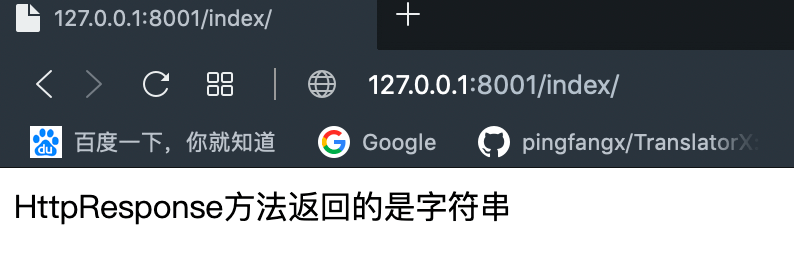 127.0.0.1:8001/index/
127.0.0.1:8001/index/
du 百度一下，你就知道 Google pingfangx/TranslatorX
HttpResponse方法返回的是字符串